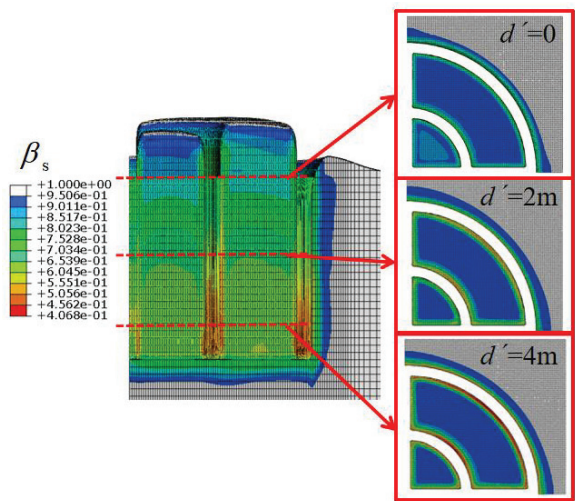 βs
+1.000e+00
+9.506e-01
+9.011e-01
+8.517e-01
+8.023e-01
+7.528e-01
+7.034e-01
+6.539e-01
+6.045e-01
+5.551e-01
+5.056e-01
+4.562e-01
+4.068e-01
d´=0
d´=2m
d´=4m